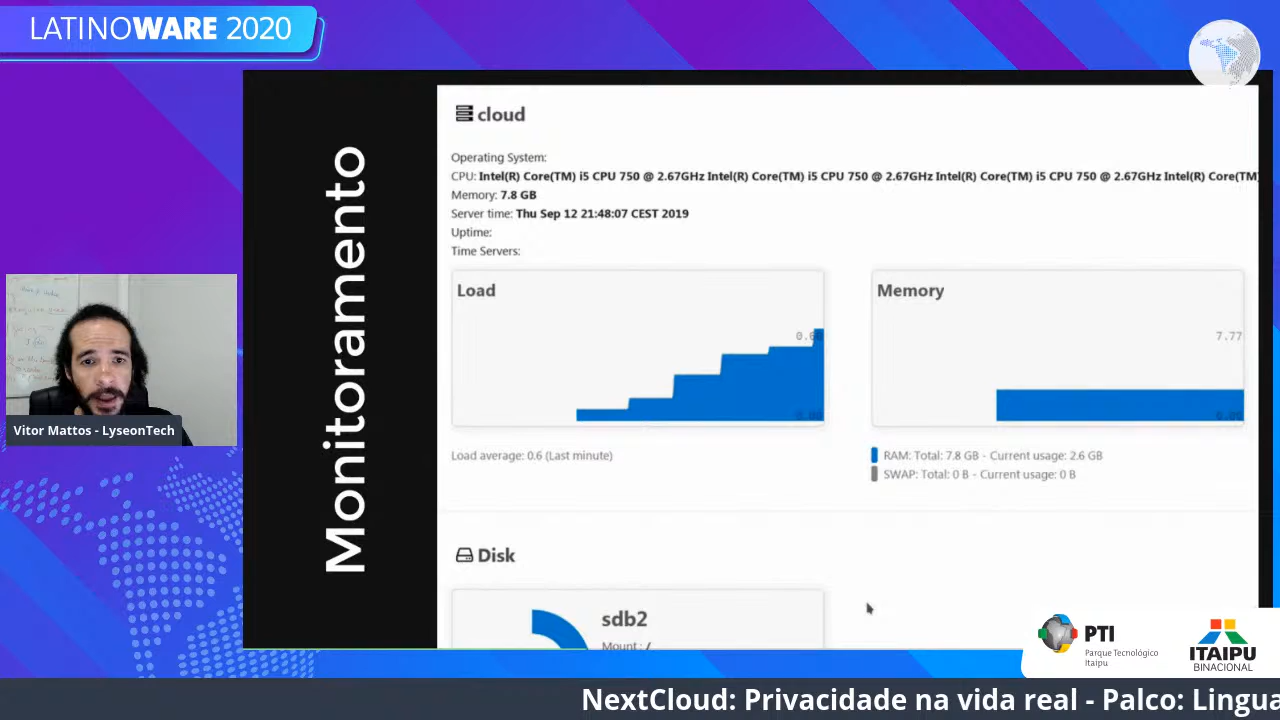 LATINOWARE 2020
Monitoramento
cloud
Operating System:
CPU: Intel(R) Core(TM) i5 CPU 750 @ 2.67GHz Intel(R) Core(TM) i5 CPU 750 @ 2.67GHz Intel(R) Core(TM) i5 CPU 750 @ 2.67GHz Intel(R) Core(TM)
Memory: 7.8 GB
Server time: Thu Sep 12 21:48:07 CEST 2019
Uptime:
Time Servers:
Load
Memory
7.77
0.00
0.00
Load average: 0.6 (Last minute)
RAM: Total: 7.8 GB - Current usage: 2.6 GB
SWAP: Total: 0 B - Current usage: 0 B
Disk
sdb2
Mount: /
Vitor Mattos - LyseonTech
PTI
Parque Tecnológico
Itaipu
ITAIPU
BINACIONAL
NextCloud: Privacidade na vida real - Palco: Lingua